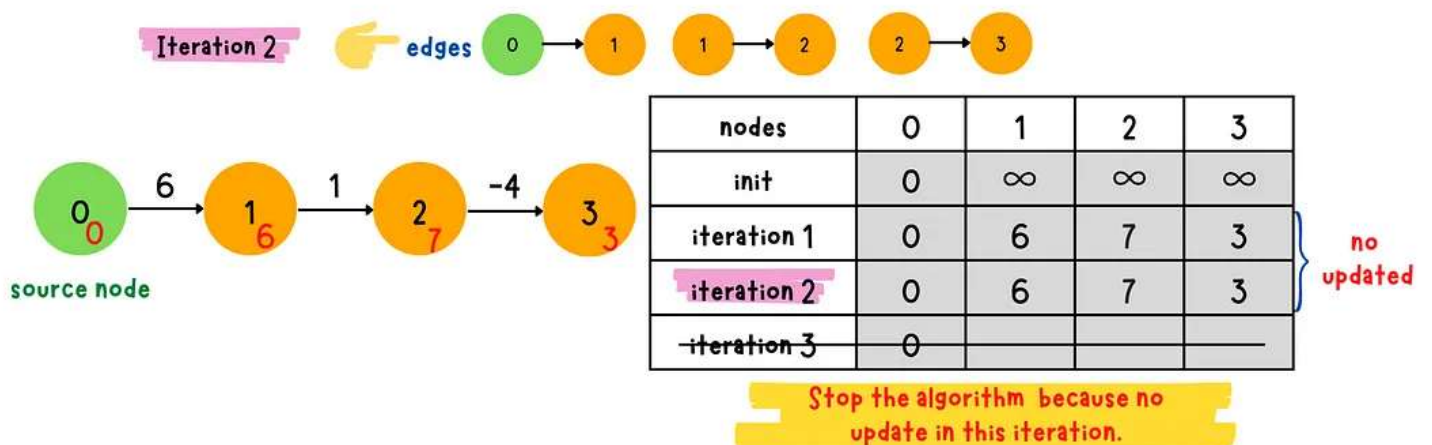 Iteration 2 edges 0 1 1 2 2 3
nodes 0 1 2 3
init 0 ∞ ∞ ∞
6 1 -4
0 1 2 3
0 6 7 3
source node
iteration 1 0 6 7 3
iteration 2 0 6 7 3
no
updated
iteration 3 0
Stop the algorithm because no
update in this iteration.